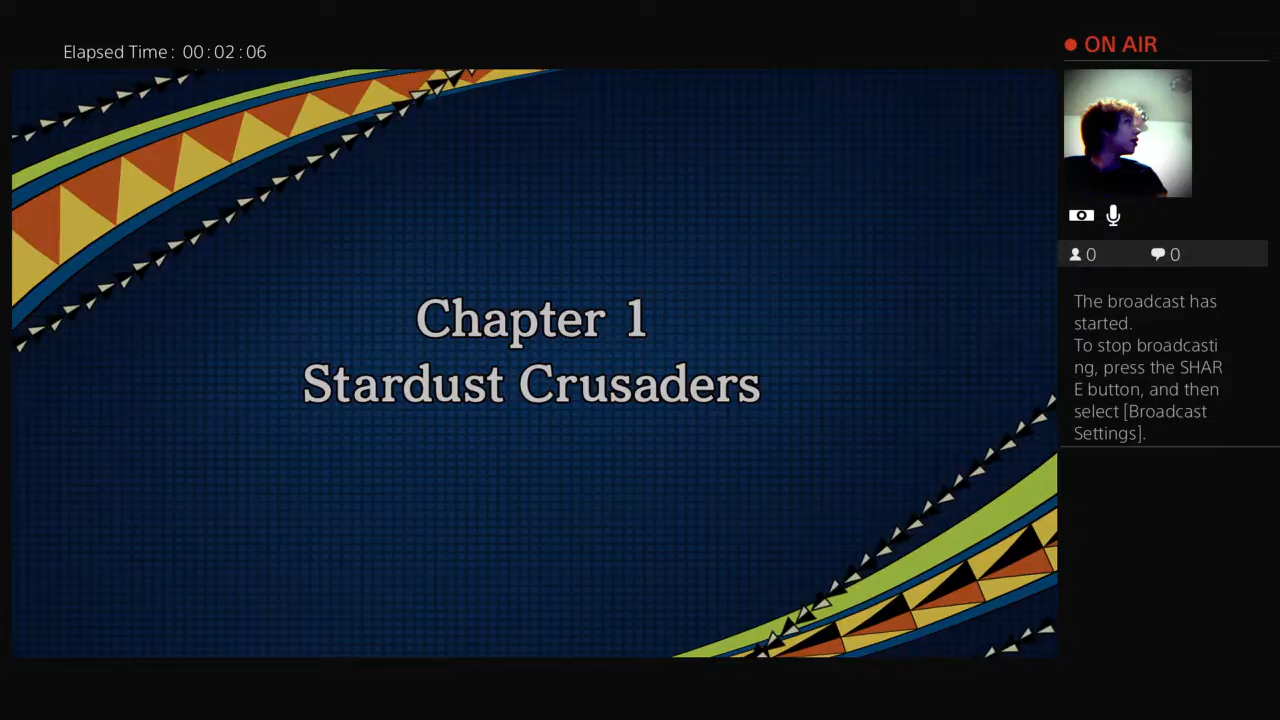 Elapsed Time: 00:02:06
ON AIR
0
0
The broadcast has
started.
To stop broadcasti
ng, press the SHAR
E button, and then
select [Broadcast
Settings].
Chapter 1
Stardust Crusaders